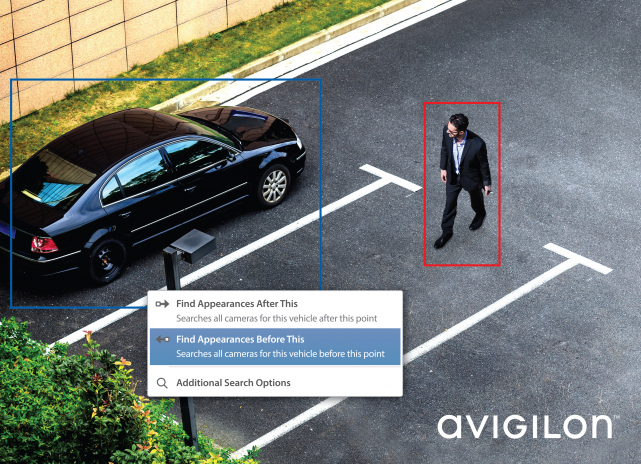 Find Appearances After This
Searches all cameras for this vehicle after this point
Find Appearances Before This
Searches all cameras for this vehicle before this point
Additional Search Options
avigilon™